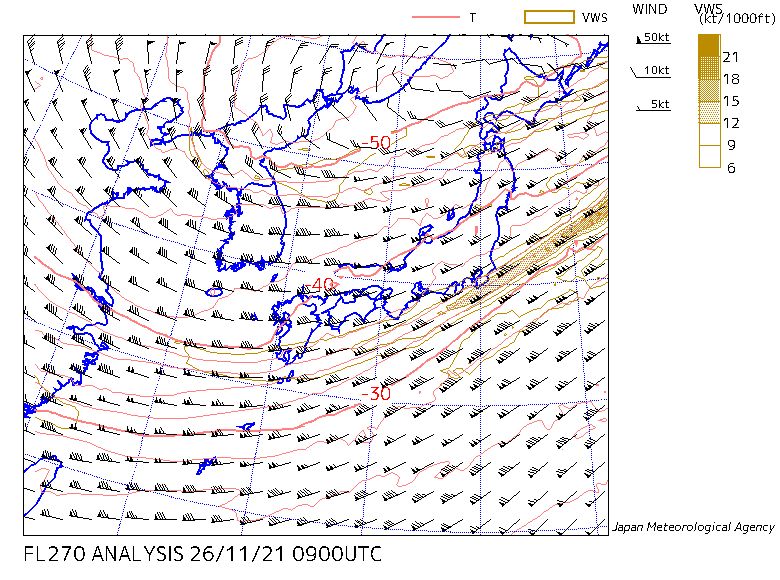 T VWS
WIND VWS
(kt/1000ft)
50kt
10kt
5kt
21
18
15
12
9
6
-50
-40
-30
Japan Meteorological Agency
FL270 ANALYSIS 26/11/21 0900UTC